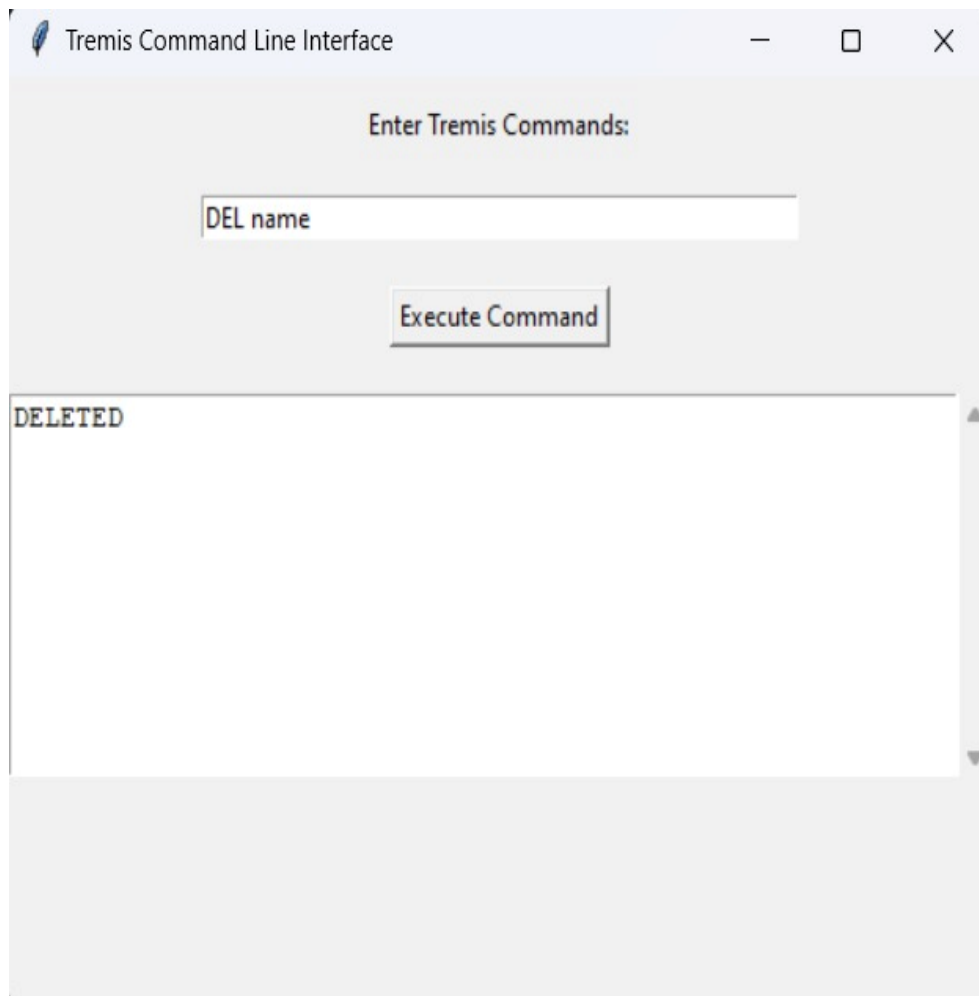 Tremis Command Line Interface
Enter Tremis Commands:
DEL name
Execute Command
DELETED